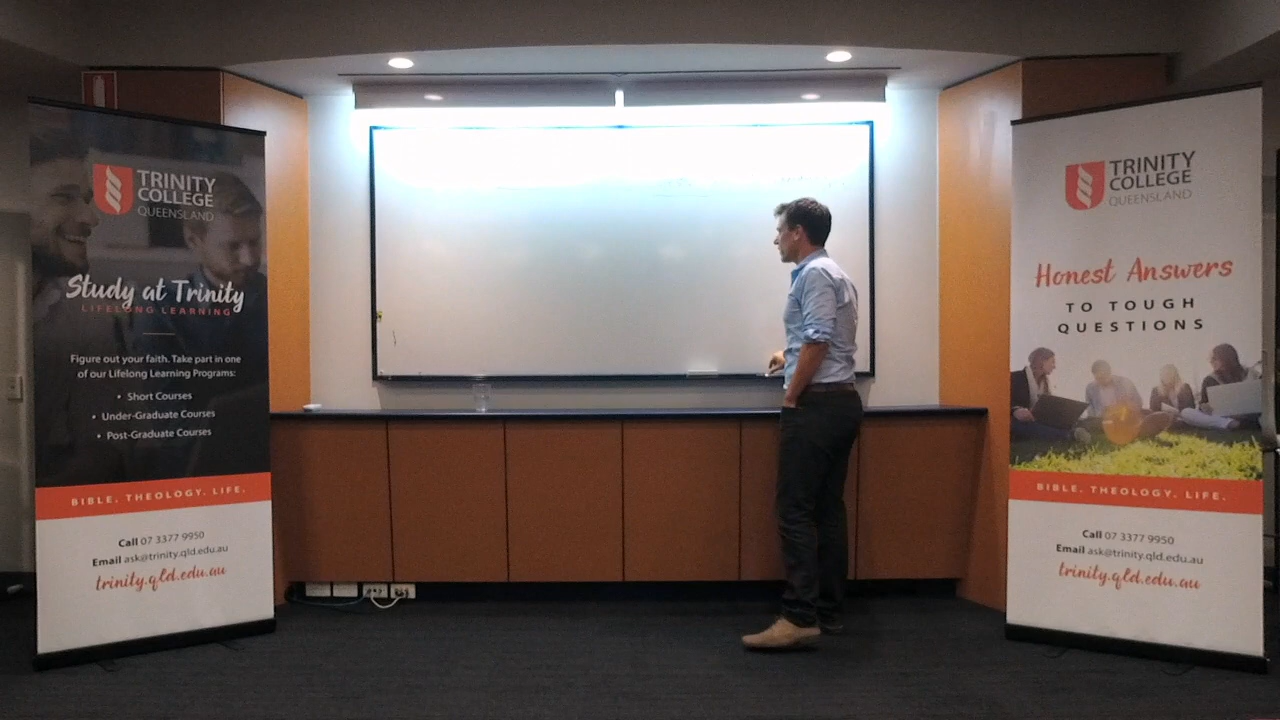 TRINITY
COLLEGE
QUEENSLAND
Study at Trinity
LIFELONG LEARNING
Figure out your faith. Take part in one
of our Lifelong Learning Programs:
• Short Courses
• Under-Graduate Courses
• Post-Graduate Courses
BIBLE. THEOLOGY. LIFE.
Call 07 3377 9950
Email ask@trinity.qld.edu.au
trinity.qld.edu.au
TRINITY
COLLEGE
QUEENSLAND
Honest Answers
TO TOUGH
QUESTIONS
BIBLE. THEOLOGY. LIFE.
Call 07 3377 9950
Email ask@trinity.qld.edu.au
trinity.qld.edu.au